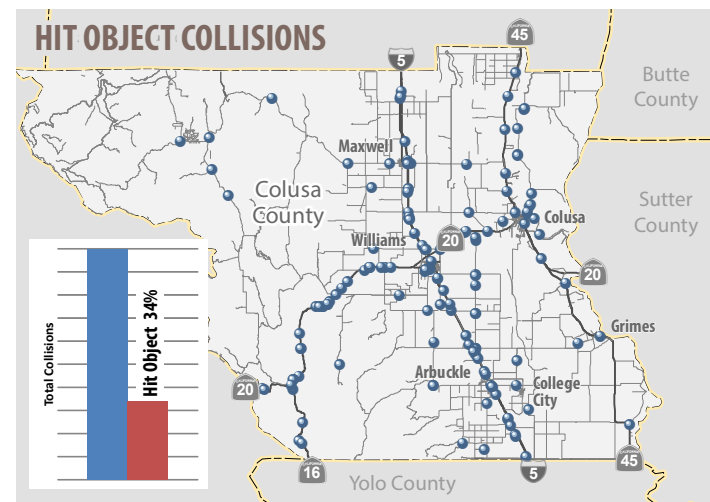 HIT OBJECT COLLISIONS
45
5
Butte
County
Maxwell
Colusa
County
Sutter
County
Colusa
Williams
20
20
Grimes
Total Collisions
Hit Object 34%
Arbuckle
College
City
20
16
Yolo County
5
45